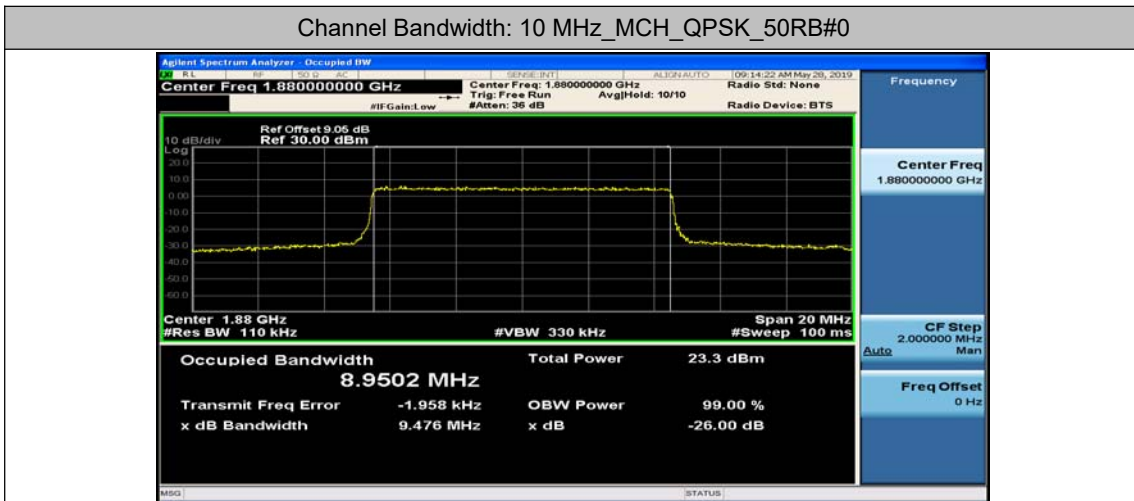 Channel Bandwidth: 10 MHz_MCH_QPSK_50RB#0
Agilent Spectrum Analyzer - Occupied BW
LXI RL RF 50 Ω AC SENSE:INT ALIGN AUTO 09:14:22 AM May 28, 2019
Center Freq 1.880000000 GHz
Center Freq: 1.880000000 GHz
Radio Std: None
Trig: Free Run Avg|Hold: 10/10
#IFGain:Low #Atten: 36 dB Radio Device: BTS
Ref Offset 9.05 dB
10 dB/div Ref 30.00 dBm
Log
20.0
10.0
0.00
-10.0
-20.0
-30.0
-40.0
-50.0
-60.0
Center 1.88 GHz Span 20 MHz
#Res BW 110 kHz #VBW 330 kHz #Sweep 100 ms
Occupied Bandwidth Total Power 23.3 dBm
8.9502 MHz
Transmit Freq Error -1.958 kHz OBW Power 99.00 %
x dB Bandwidth 9.476 MHz x dB -26.00 dB
MSG STATUS
Frequency
Center Freq
1.880000000 GHz
CF Step
2.000000 MHz
Auto Man
Freq Offset
0 Hz